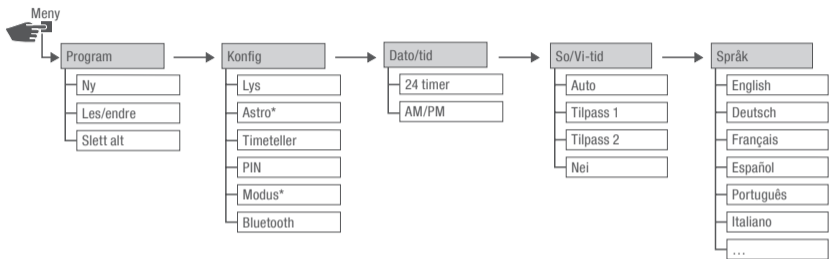 Meny
Program
Ny
Les/endre
Slett alt
Konfig
Lys
Astro*
Timeteller
PIN
Modus*
Bluetooth
Dato/tid
24 timer
AM/PM
So/Vi-tid
Auto
Tilpass 1
Tilpass 2
Nei
Språk
English
Deutsch
Français
Español
Português
Italiano
…